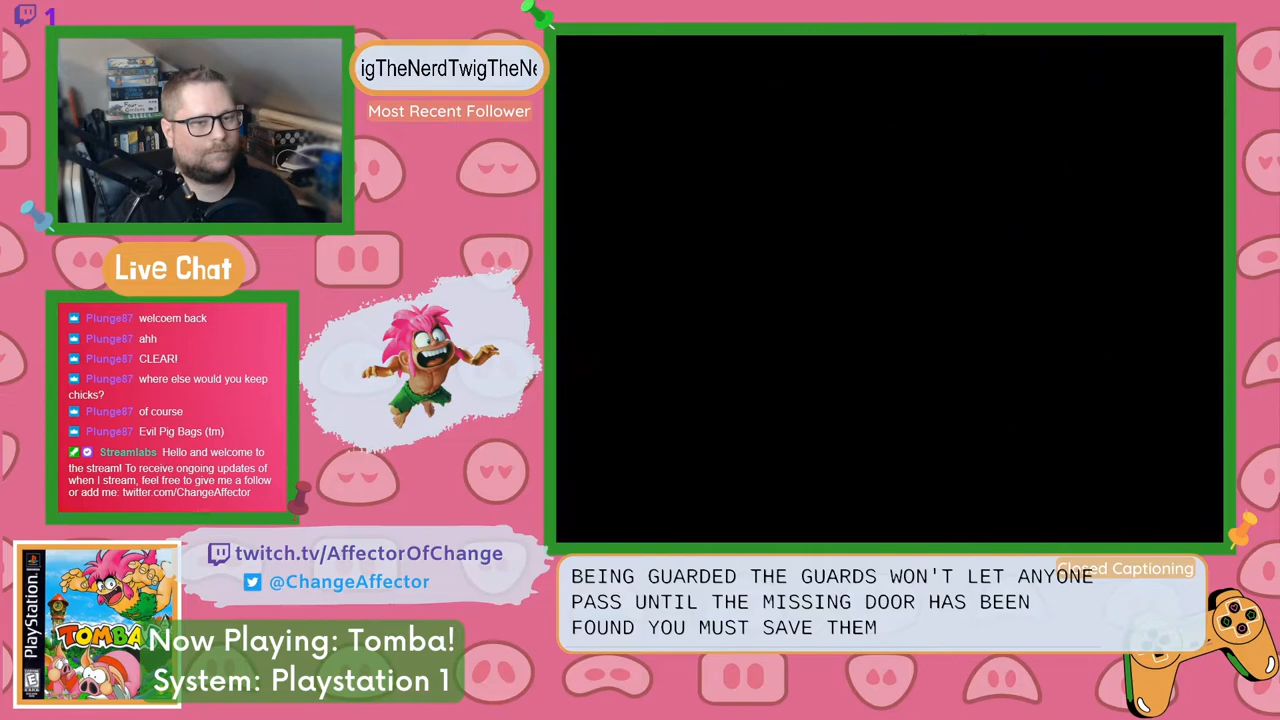 1
igTheNerdTwigTheNe
Most Recent Follower
Live Chat
Plunge87 welcoem back
Plunge87 ahh
Plunge87 CLEAR!
Plunge87 where else would you keep
chicks?
Plunge87 of course
Plunge87 Evil Pig Bags (tm)
Streamlabs Hello and welcome to
the stream! To receive ongoing updates of
when I stream, feel free to give me a follow
or add me: twitter.com/ChangeAffector
twitch.tv/AffectorOfChange
@ChangeAffector
PlayStation
TOMBA
Now Playing: Tomba!
System: Playstation 1
Closed Captioning
BEING GUARDED THE GUARDS WON'T LET ANYONE
PASS UNTIL THE MISSING DOOR HAS BEEN
FOUND YOU MUST SAVE THEM